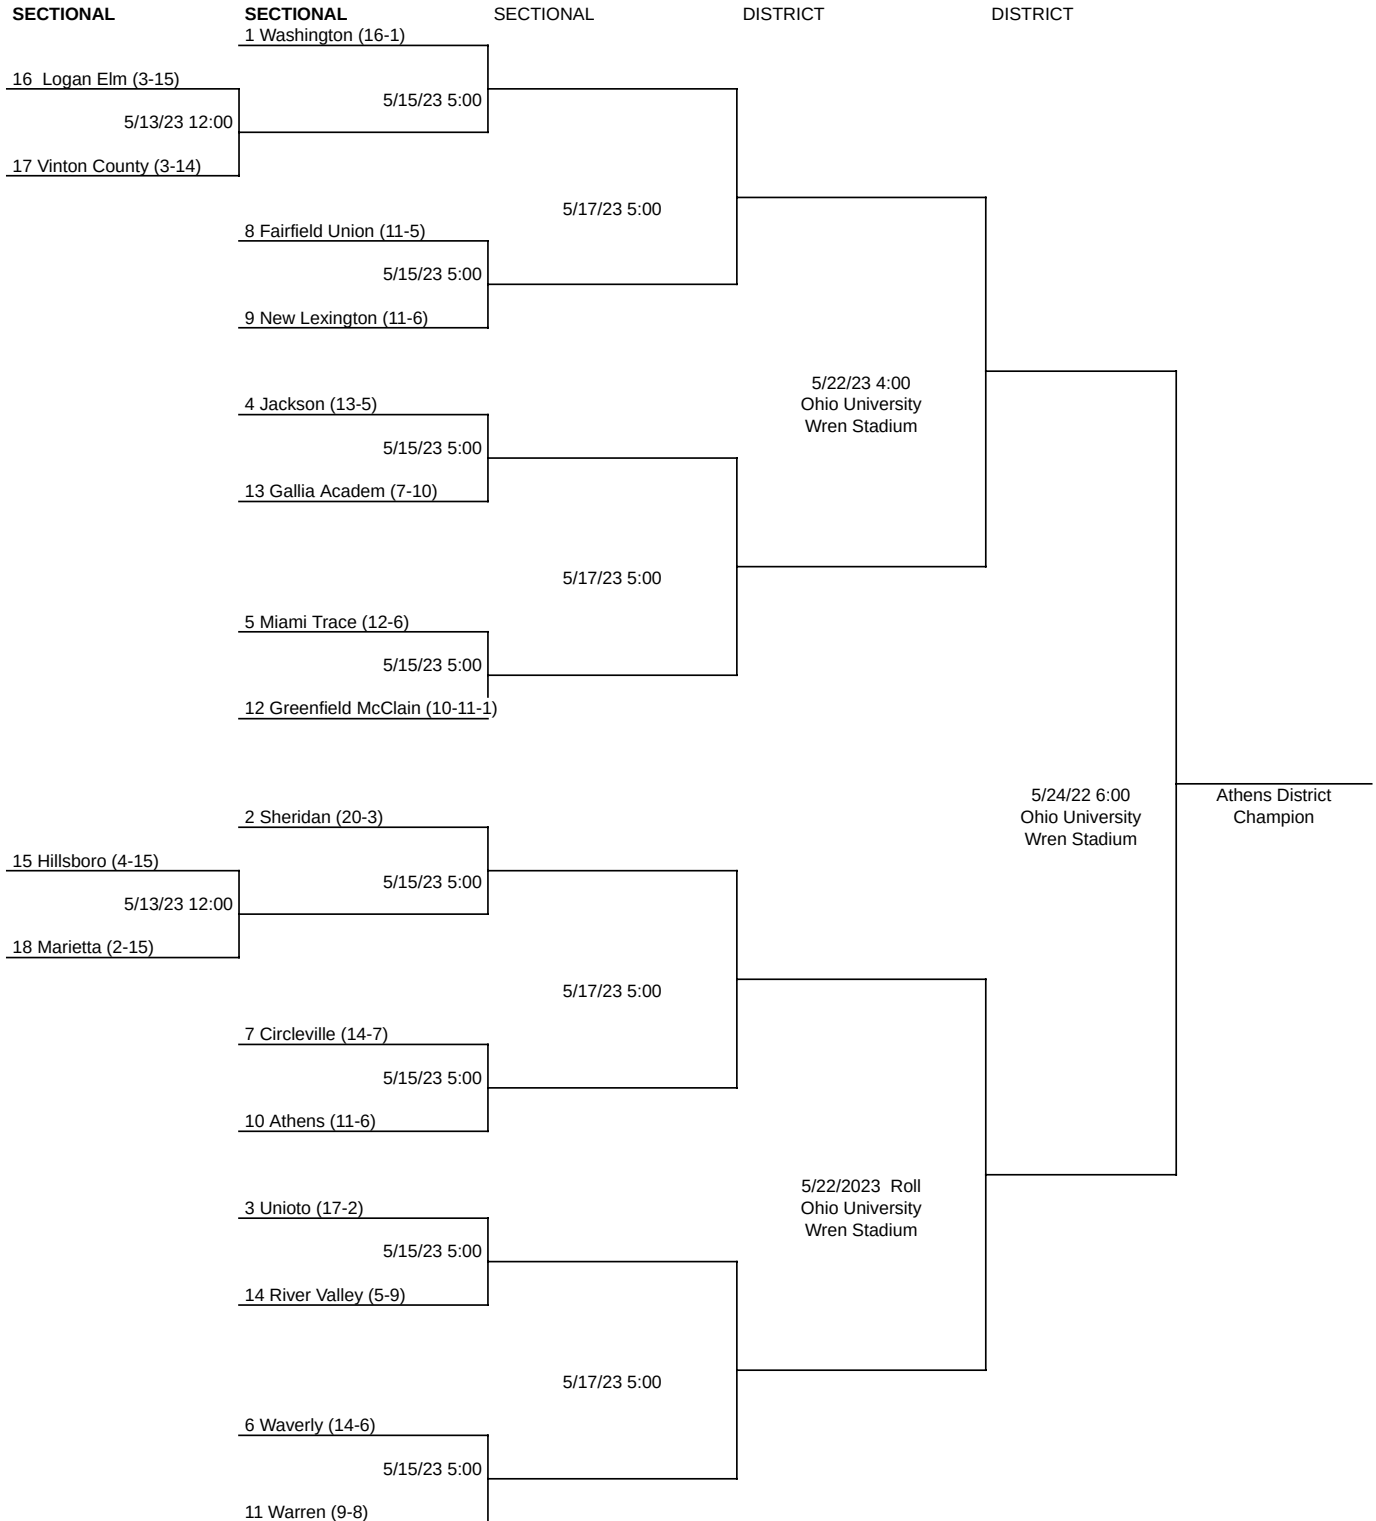 SECTIONAL SECTIONAL SECTIONAL DISTRICT DISTRICT
1 Washington (16-1)
16  Logan Elm (3-15)
5/15/23 5:00
5/13/23 12:00
17 Vinton County (3-14)
5/17/23 5:00
8 Fairfield Union (11-5)
5/15/23 5:00
9 New Lexington (11-6)
5/22/23 4:00
Ohio University
Wren Stadium
4 Jackson (13-5)
5/15/23 5:00
13 Gallia Academ (7-10)
5/17/23 5:00
5 Miami Trace (12-6)
5/15/23 5:00
12 Greenfield McClain (10-11-1)
5/24/22 6:00
Ohio University
Wren Stadium
Athens District
Champion
2 Sheridan (20-3)
15 Hillsboro (4-15)
5/15/23 5:00
5/13/23 12:00
18 Marietta (2-15)
5/17/23 5:00
7 Circleville (14-7)
5/15/23 5:00
10 Athens (11-6)
5/22/2023  Roll
Ohio University
Wren Stadium
3 Unioto (17-2)
5/15/23 5:00
14 River Valley (5-9)
5/17/23 5:00
6 Waverly (14-6)
5/15/23 5:00
11 Warren (9-8)